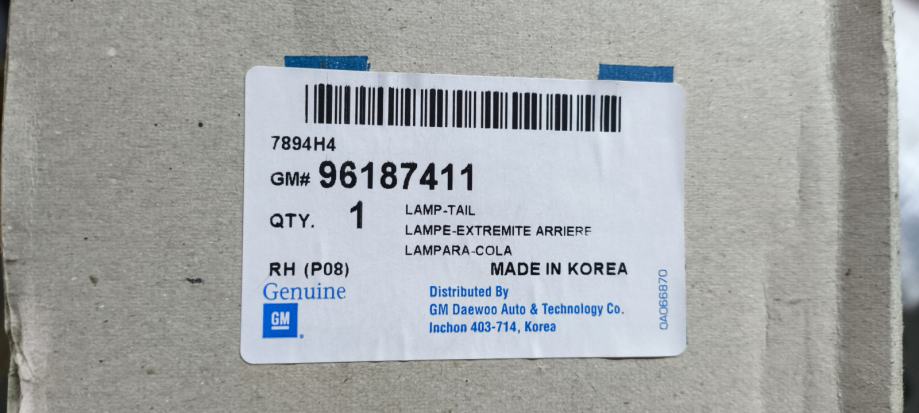 7894H4
GM# 96187411
QTY. 1
LAMP-TAIL
LAMPE-EXTREMITE ARRIERE
LAMPARA-COLA
RH (P08)
MADE IN KOREA
Genuine
GM
Distributed By
GM Daewoo Auto & Technology Co.
Inchon 403-714, Korea
0A066870